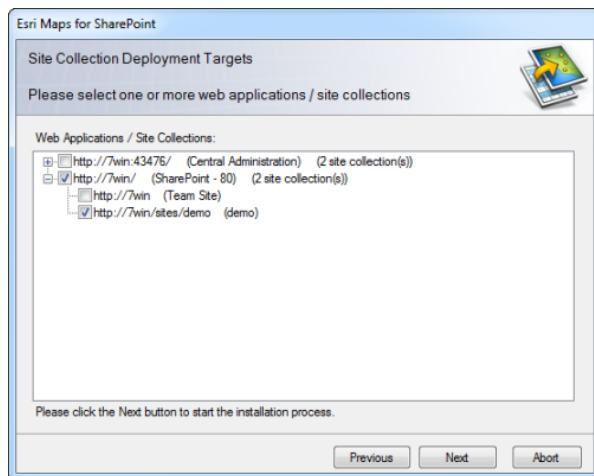 Esri Maps for SharePoint
Site Collection Deployment Targets
Please select one or more web applications / site collections
Web Applications / Site Collections:
http://7win:43476/ (Central Administration) (2 site collection(s))
http://7win/ (SharePoint - 80) (2 site collection(s))
http://7win (Team Site)
http://7win/sites/demo (demo)
Please click the Next button to start the installation process.
Previous Next Abort